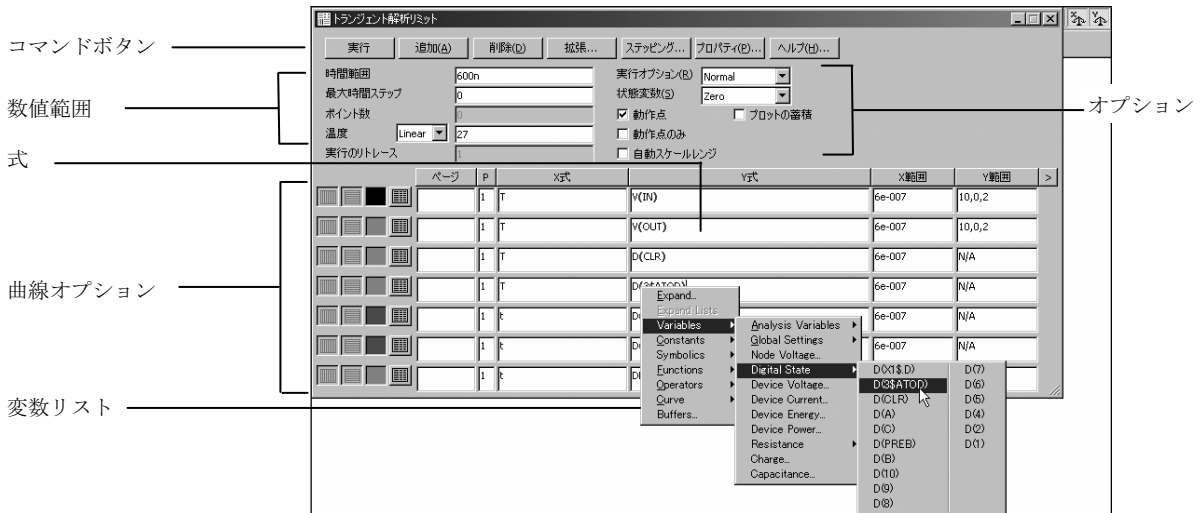 トランジェント解析リミット
コマンドボタン
実行 追加(A) 削除(D) 拡張... ステッピング... プロパティ(P)... ヘルプ(H)...
数値範囲
時間範囲 600n
最大時間ステップ 0
ポイント数 0
温度 Linear 27
実行のリトレース 1
実行オプション(R) Normal
状態変数(S) Zero
動作点 プロットの蓄積
動作点のみ
自動スケールレンジ
オプション
式
曲線オプション
ページ P X式 Y式 X範囲 Y範囲 >
1 T V(IN) 6e-007 10,0,2
1 T V(OUT) 6e-007 10,0,2
1 T D(CLR) 6e-007 N/A
1 T D(3$ATOD) 6e-007 N/A
1 t 6e-007 N/A
1 t 6e-007 N/A
1 t
変数リスト
Expand...
Expand Lists
Variables
Constants
Symbolics
Functions
Operators
Curve
Buffers...
Analysis Variables
Global Settings
Node Voltage...
Digital State
Device Voltage...
Device Current...
Device Energy...
Device Power...
Resistance
Charge...
Capacitance...
D(X1$.D)
D(3$ATOD)
D(CLR)
D(A)
D(C)
D(PREB)
D(B)
D(10)
D(9)
D(8)
D(7)
D(6)
D(5)
D(4)
D(2)
D(1)